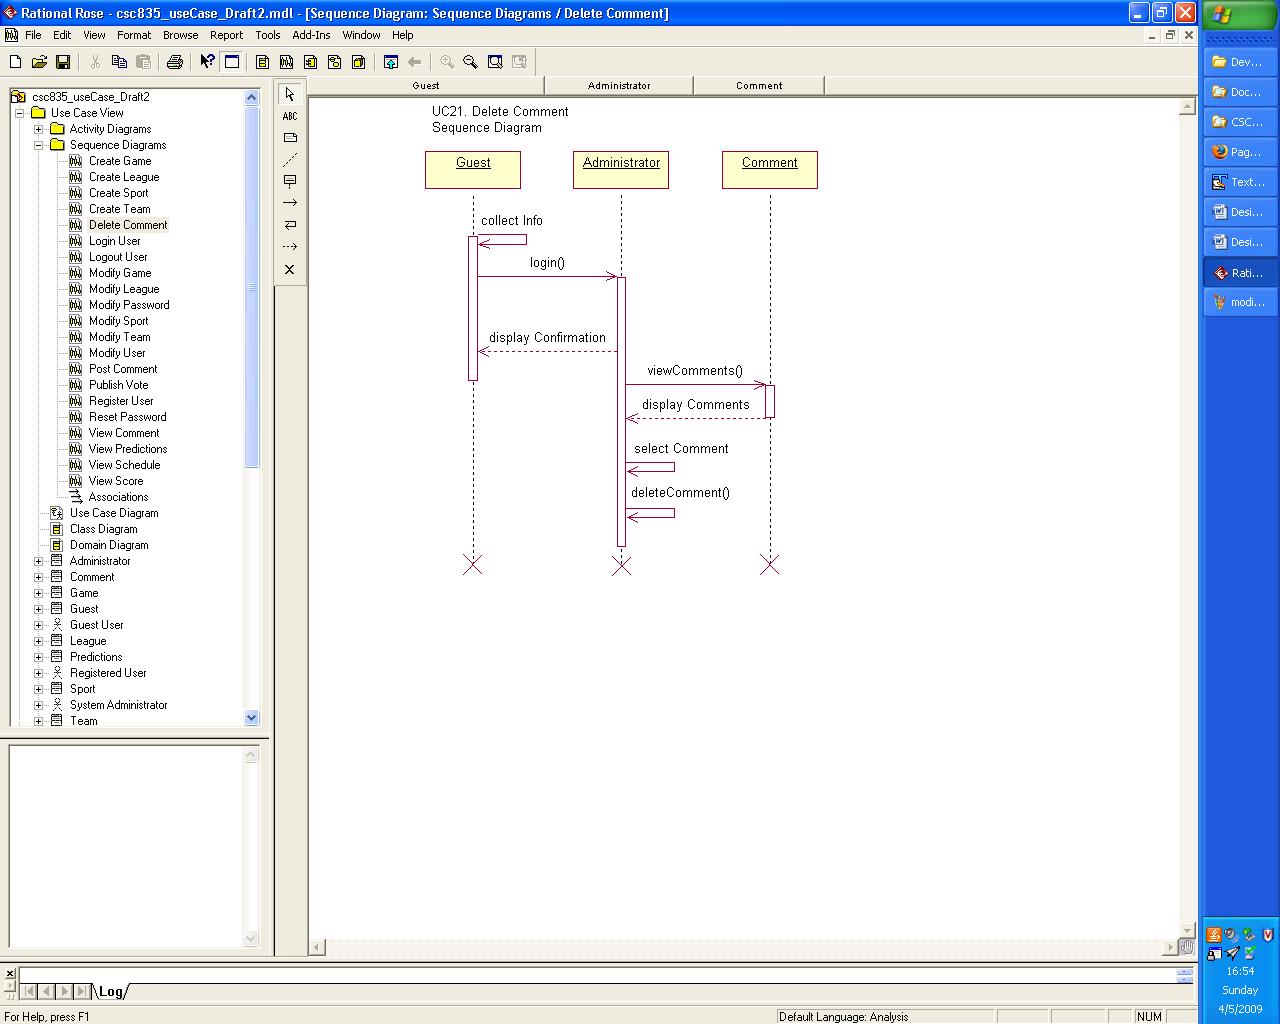 Rational Rose - csc835_useCase_Draft2.mdl - [Sequence Diagram: Sequence Diagrams / Delete Comment]
File Edit View Format Browse Report Tools Add-Ins Window Help
csc835_useCase_Draft2
Use Case View
Activity Diagrams
Sequence Diagrams
Create Game
Create League
Create Sport
Create Team
Delete Comment
Login User
Logout User
Modify Game
Modify League
Modify Password
Modify Sport
Modify Team
Modify User
Post Comment
Publish Vote
Register User
Reset Password
View Comment
View Predictions
View Schedule
View Score
Associations
Use Case Diagram
Class Diagram
Domain Diagram
Administrator
Comment
Game
Guest
Guest User
League
Predictions
Registered User
Sport
System Administrator
Team
ABC
Guest Administrator Comment
UC21. Delete Comment
Sequence Diagram
Guest Administrator Comment
collect Info
login()
display Confirmation
viewComments()
display Comments
select Comment
deleteComment()
Dev...
Doc...
CSC...
Pag...
Text...
Desi...
Desi...
Rati...
modi...
16:54
Sunday
4/5/2009
Log
For Help, press F1
Default Language: Analysis
NUM